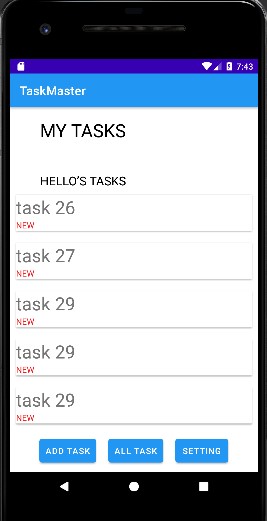 7:43
TaskMaster
MY TASKS
HELLO'S TASKS
task 26
NEW
task 27
NEW
task 29
NEW
task 29
NEW
task 29
NEW
ADD TASK ALL TASK SETTING